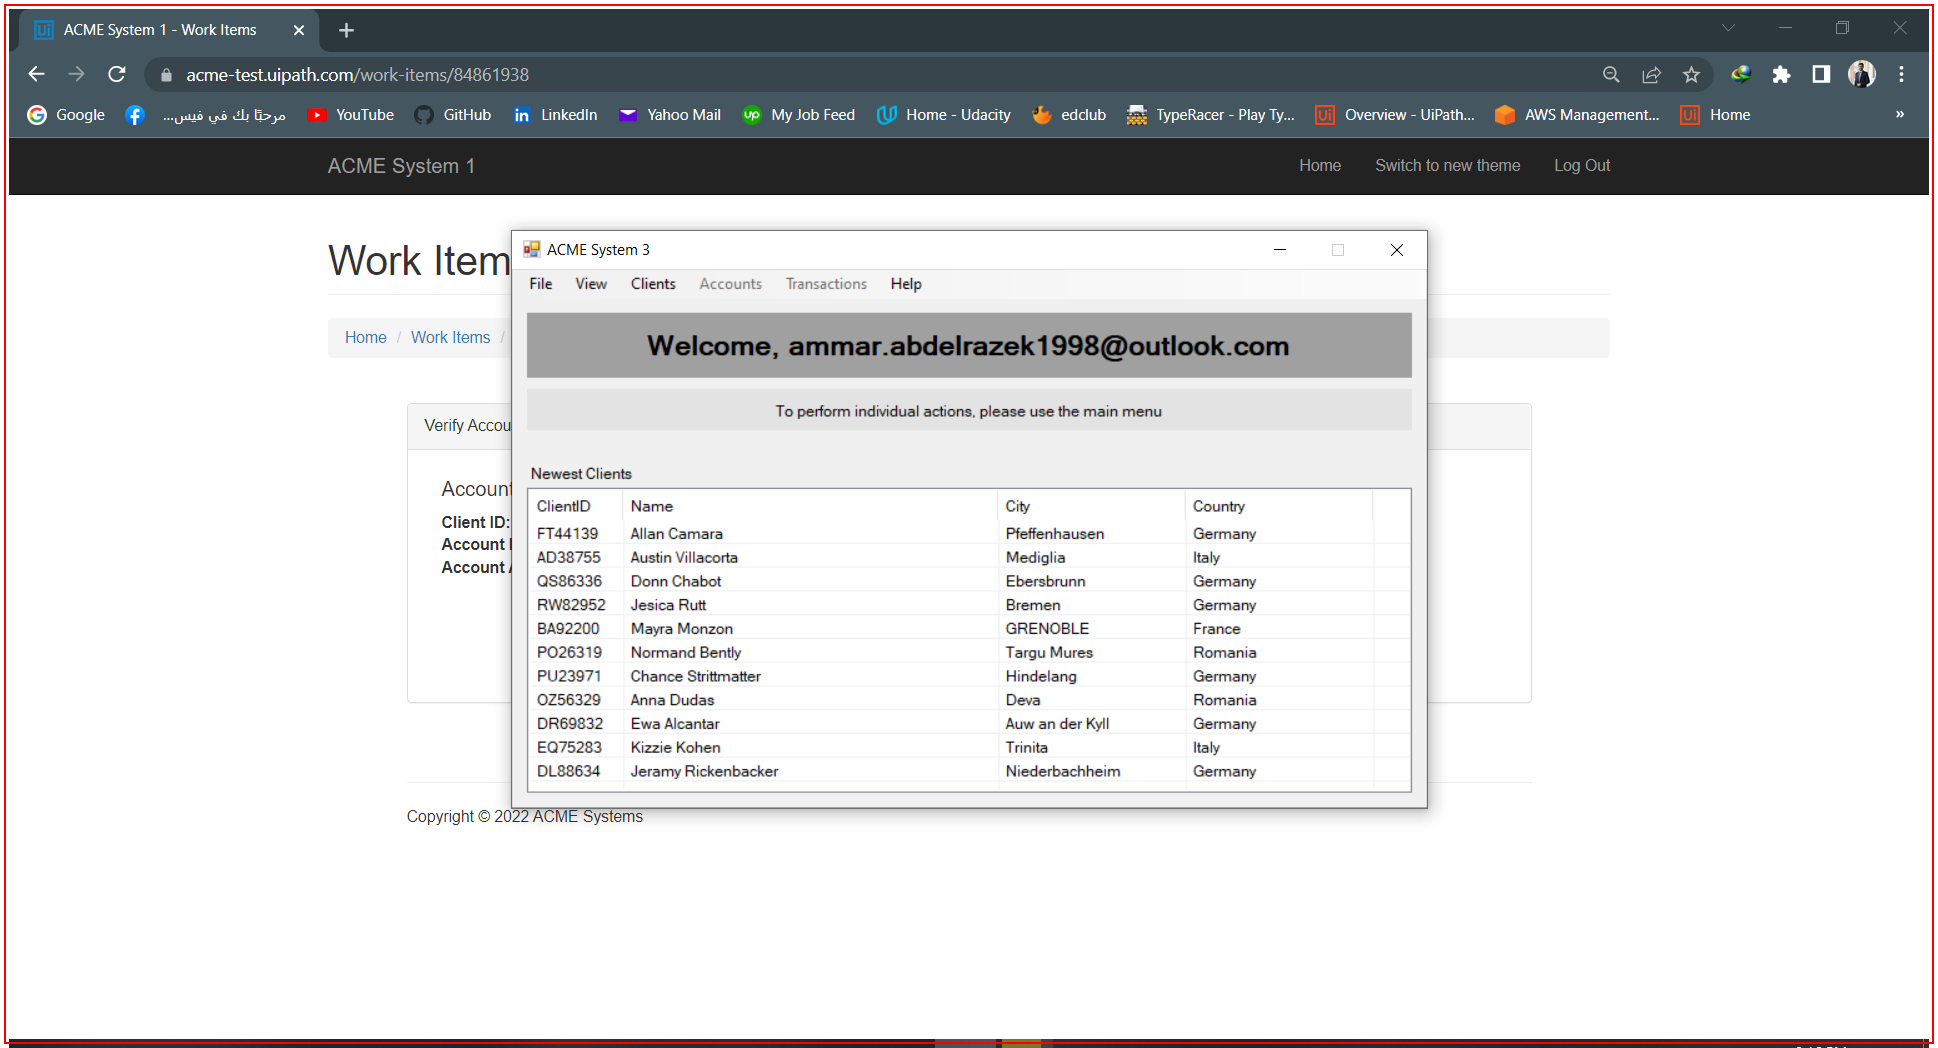 ACME System 1 - Work Items
acme-test.uipath.com/work-items/84861938
Google
مرحبًا بك في فيس...
YouTube
GitHub
LinkedIn
Yahoo Mail
My Job Feed
Home - Udacity
edclub
TypeRacer - Play Ty...
Overview - UiPath...
AWS Management...
Home
»
ACME System 1
Home
Switch to new theme
Log Out
Work Item
Home / Work Items /
Verify Accou
Account
Client ID:
Account
Account A
ACME System 3
File View Clients Accounts Transactions Help
Welcome, ammar.abdelrazek1998@outlook.com
To perform individual actions, please use the main menu
Newest Clients
ClientID Name City Country
FT44139 Allan Camara Pfeffenhausen Germany
AD38755 Austin Villacorta Mediglia Italy
QS86336 Donn Chabot Ebersbrunn Germany
RW82952 Jesica Rutt Bremen Germany
BA92200 Mayra Monzon GRENOBLE France
PO26319 Normand Bently Targu Mures Romania
PU23971 Chance Strittmatter Hindelang Germany
OZ56329 Anna Dudas Deva Romania
DR69832 Ewa Alcantar Auw an der Kyll Germany
EQ75283 Kizzie Kohen Trinita Italy
DL88634 Jeramy Rickenbacker Niederbachheim Germany
Copyright © 2022 ACME Systems